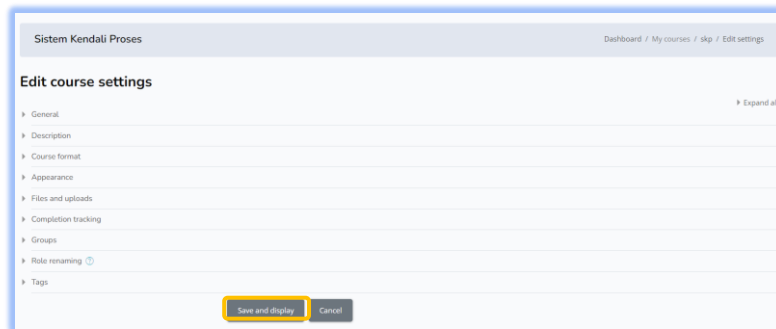 Sistem Kendali Proses
Dashboard / My courses / skp / Edit settings
Edit course settings
Expand al
General
Description
Course format
Appearance
Files and uploads
Completion tracking
Groups
Role renaming
Tags
Save and display
Cancel